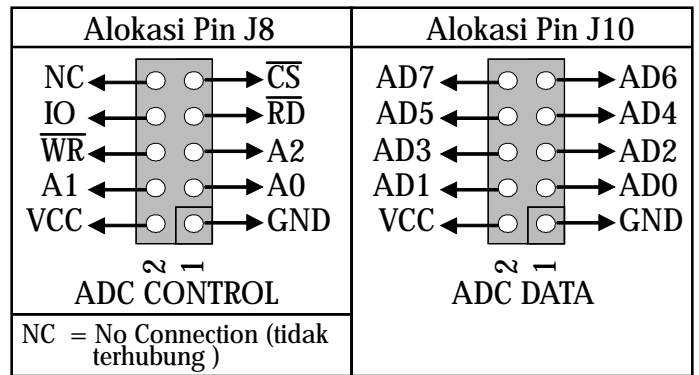 Alokasi Pin J8
NC CS
IO RD
WR A2
A1 A0
VCC GND
2 1
ADC CONTROL
NC = No Connection (tidak
terhubung )
Alokasi Pin J10
AD7 AD6
AD5 AD4
AD3 AD2
AD1 AD0
VCC GND
2 1
ADC DATA